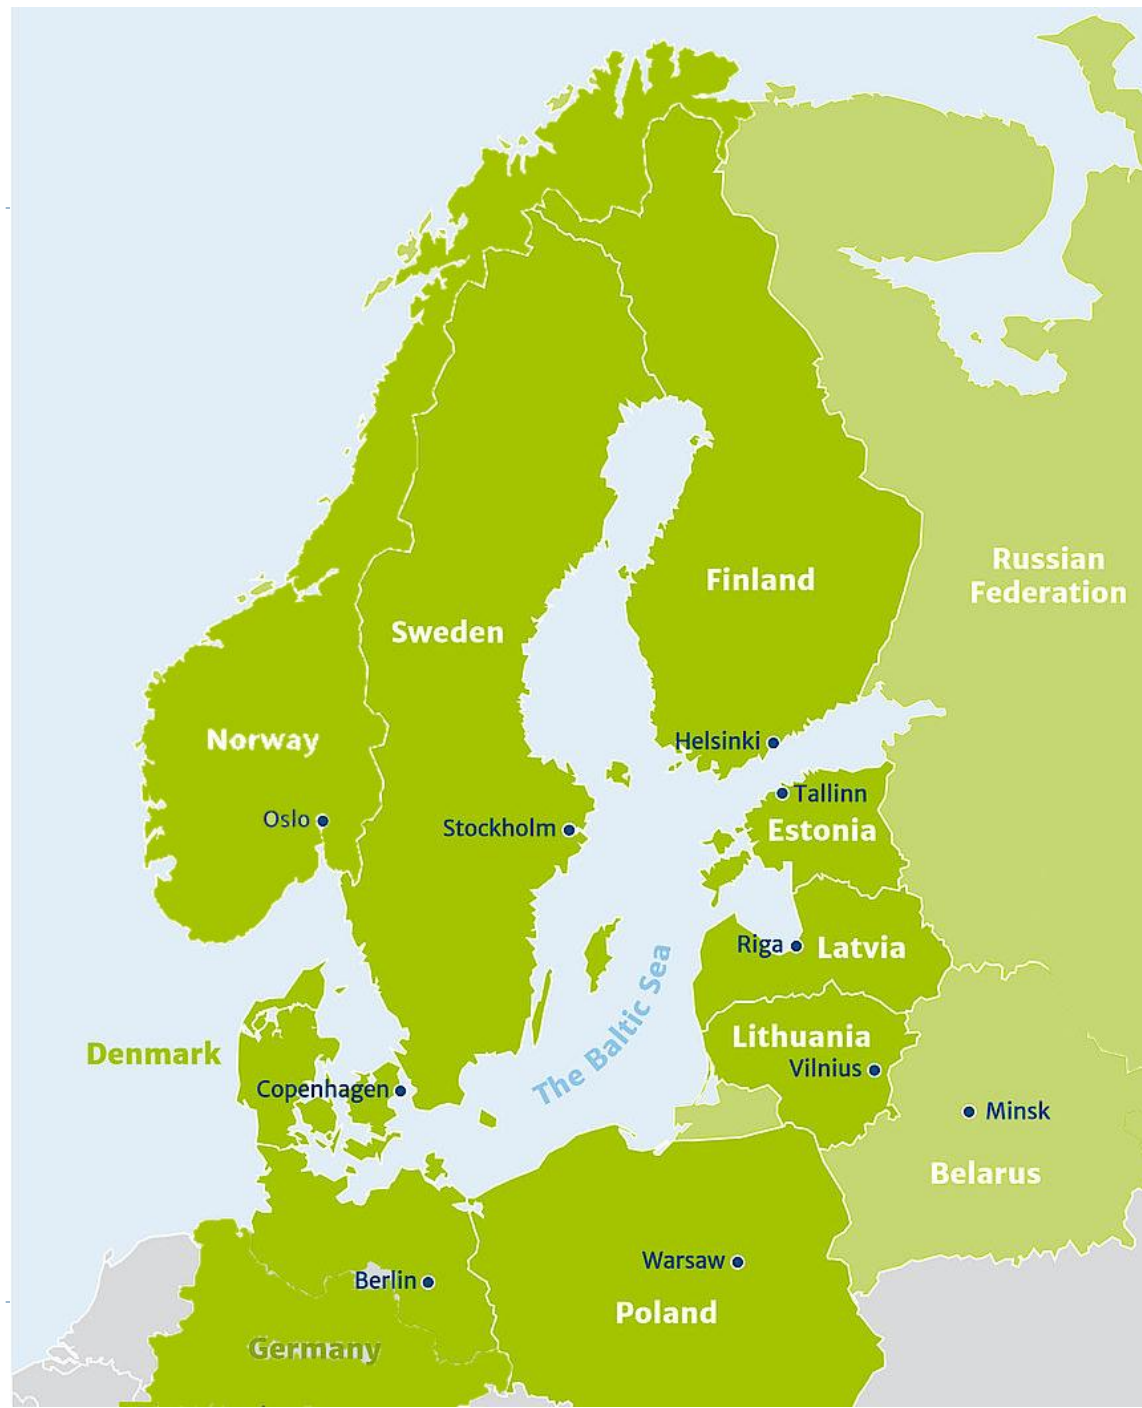 Russian
Federation
Finland
Sweden
Norway
Helsinki
Tallinn
Oslo
Stockholm
Estonia
Riga
Latvia
The Baltic Sea
Lithuania
Denmark
Vilnius
Copenhagen
Minsk
Belarus
Warsaw
Berlin
Poland
Germany